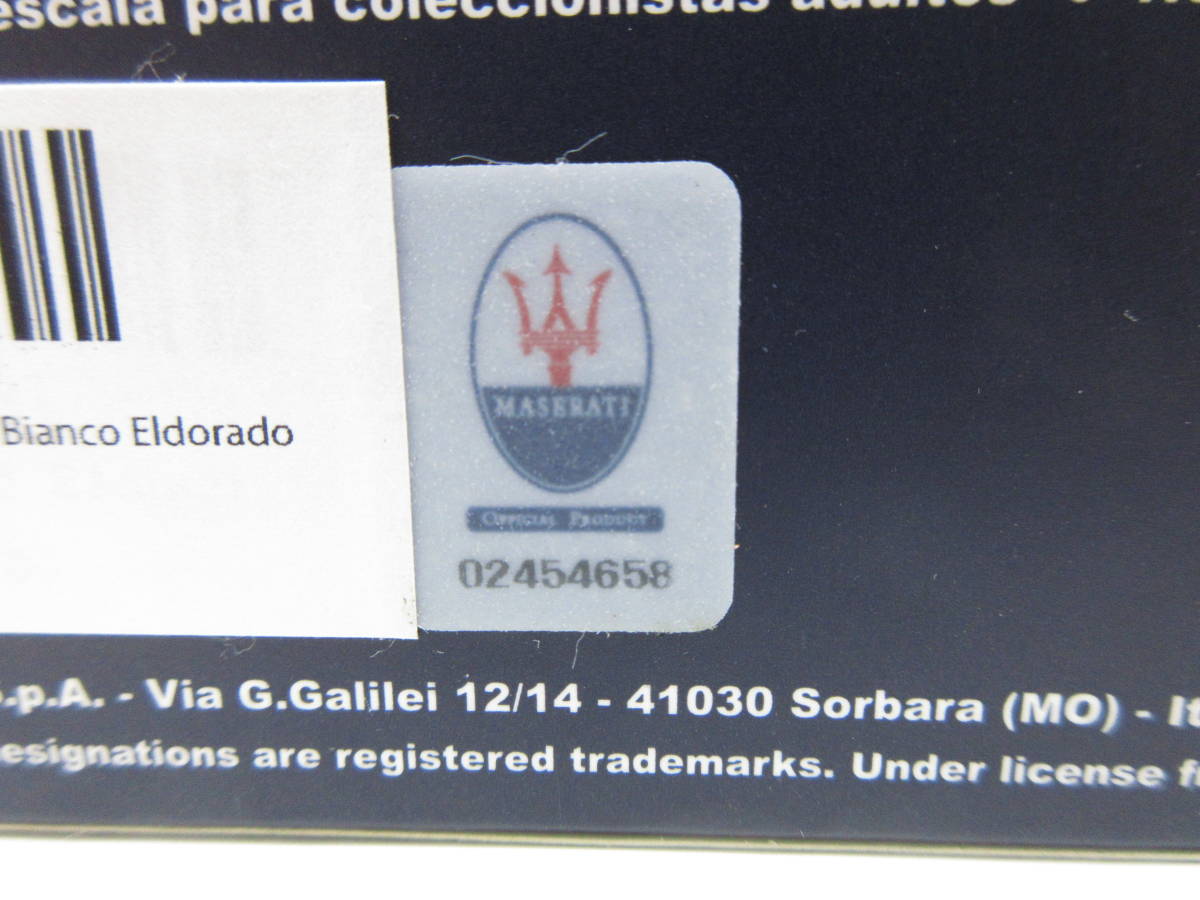 escala para coleccionistas adultos
Bianco Eldorado
MASERATI
OFFICIAL PRODUCT
02454658
S.p.A. - Via G.Galilei 12/14 - 41030 Sorbara (MO) - It
esignations are registered trademarks. Under license f